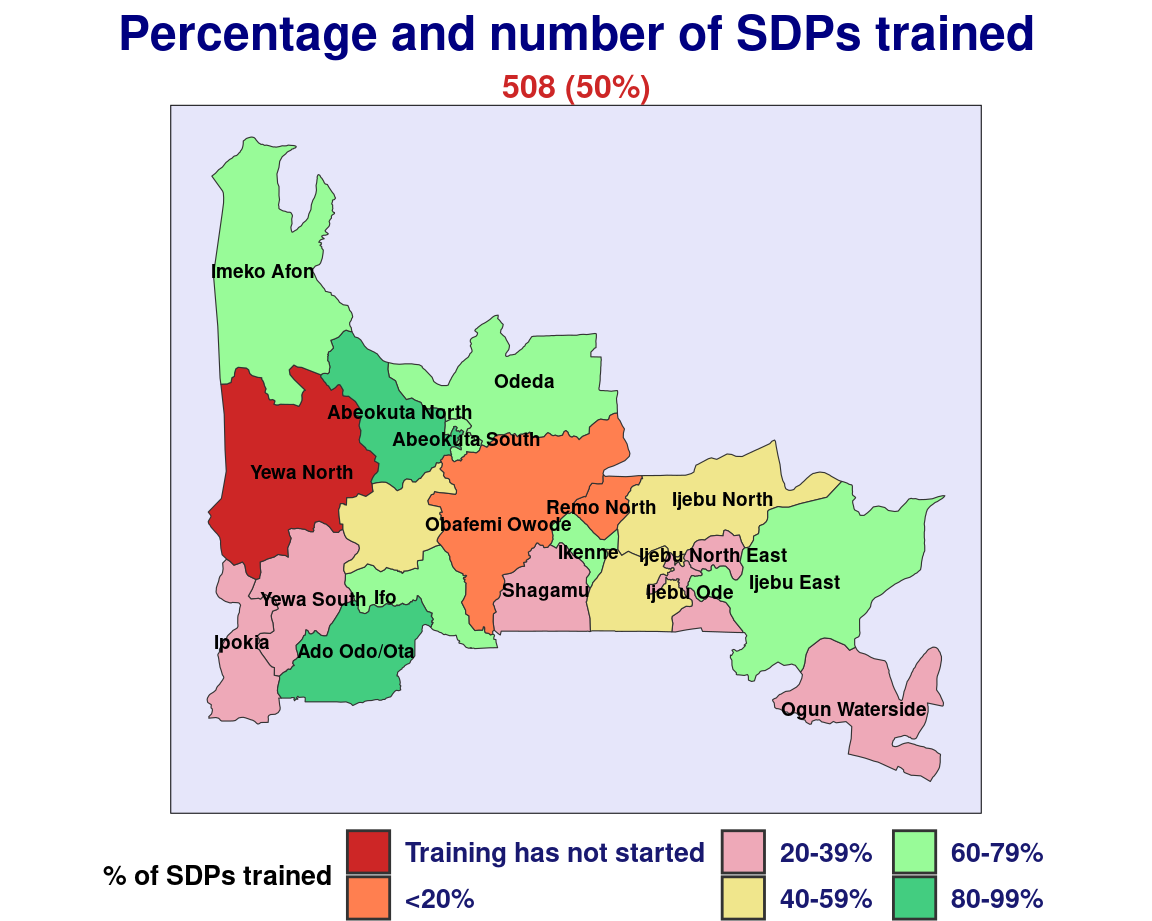 Percentage and number of SDPs trained
508 (50%)
Imeko Afon
Odeda
Abeokuta North
Abeokuta South
Yewa North
Ijebu North
Remo North
Obafemi Owode
Ikenne
Ijebu North East
Ijebu East
Shagamu
Ijebu Ode
Yewa South
Ifo
Ipokia
Ado Odo/Ota
Ogun Waterside
% of SDPs trained
Training has not started
<20%
20-39%
40-59%
60-79%
80-99%